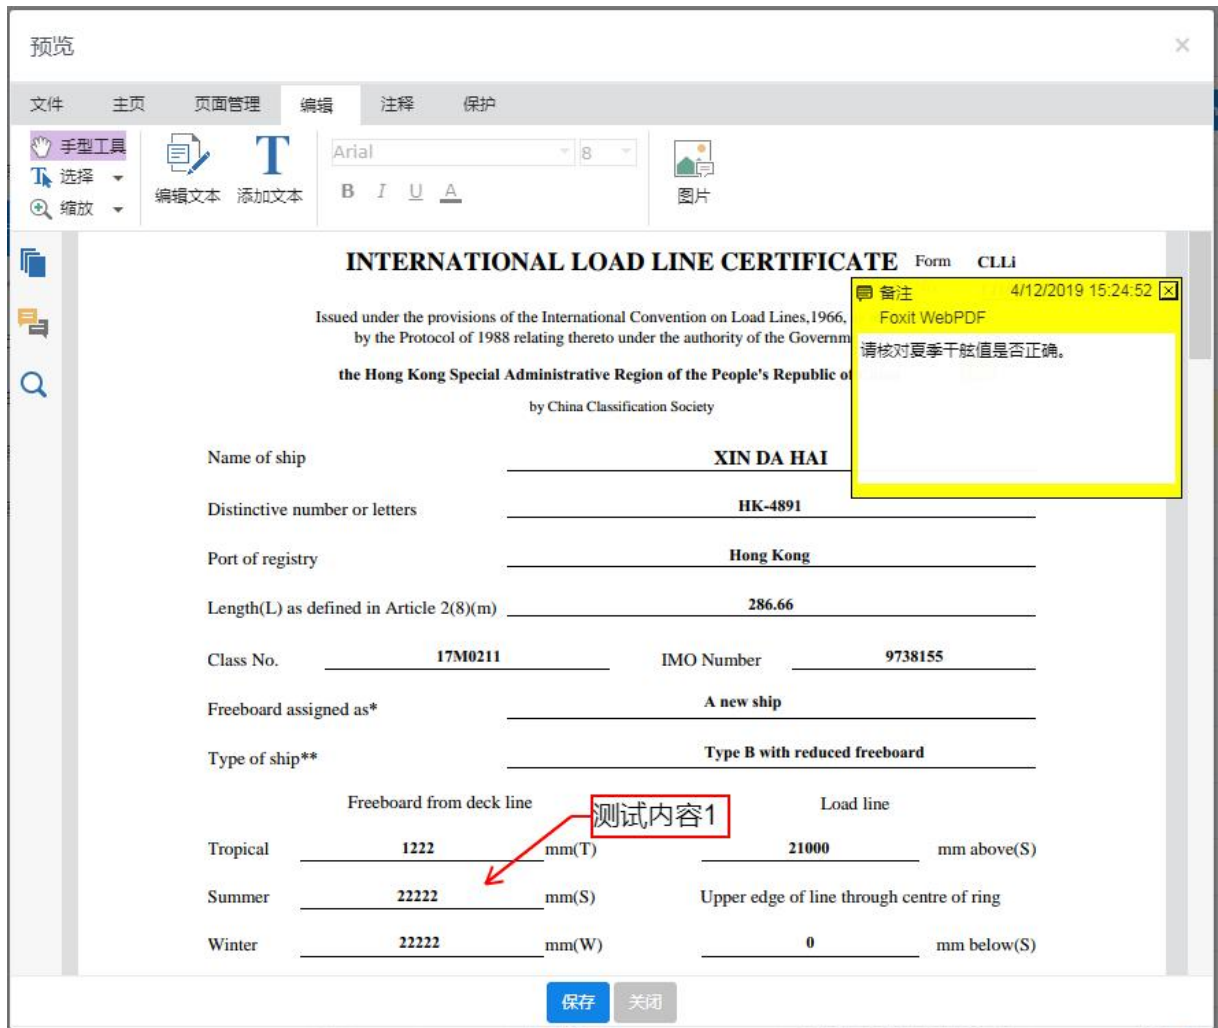 预览
文件 主页 页面管理 编辑 注释 保护
手型工具
选择
缩放
编辑文本 添加文本
Arial 8
B I U A
图片
INTERNATIONAL LOAD LINE CERTIFICATE Form CLLi
备注 4/12/2019 15:24:52
Foxit WebPDF
请核对夏季干舷值是否正确。
Issued under the provisions of the International Convention on Load Lines,1966,
by the Protocol of 1988 relating thereto under the authority of the Governm
the Hong Kong Special Administrative Region of the People's Republic of
by China Classification Society
Name of ship XIN DA HAI
Distinctive number or letters HK-4891
Port of registry Hong Kong
Length(L) as defined in Article 2(8)(m) 286.66
Class No. 17M0211 IMO Number 9738155
Freeboard assigned as* A new ship
Type of ship** Type B with reduced freeboard
Freeboard from deck line Load line
测试内容1
Tropical 1222 mm(T) 21000 mm above(S)
Summer 22222 mm(S) Upper edge of line through centre of ring
Winter 22222 mm(W) 0 mm below(S)
保存 关闭